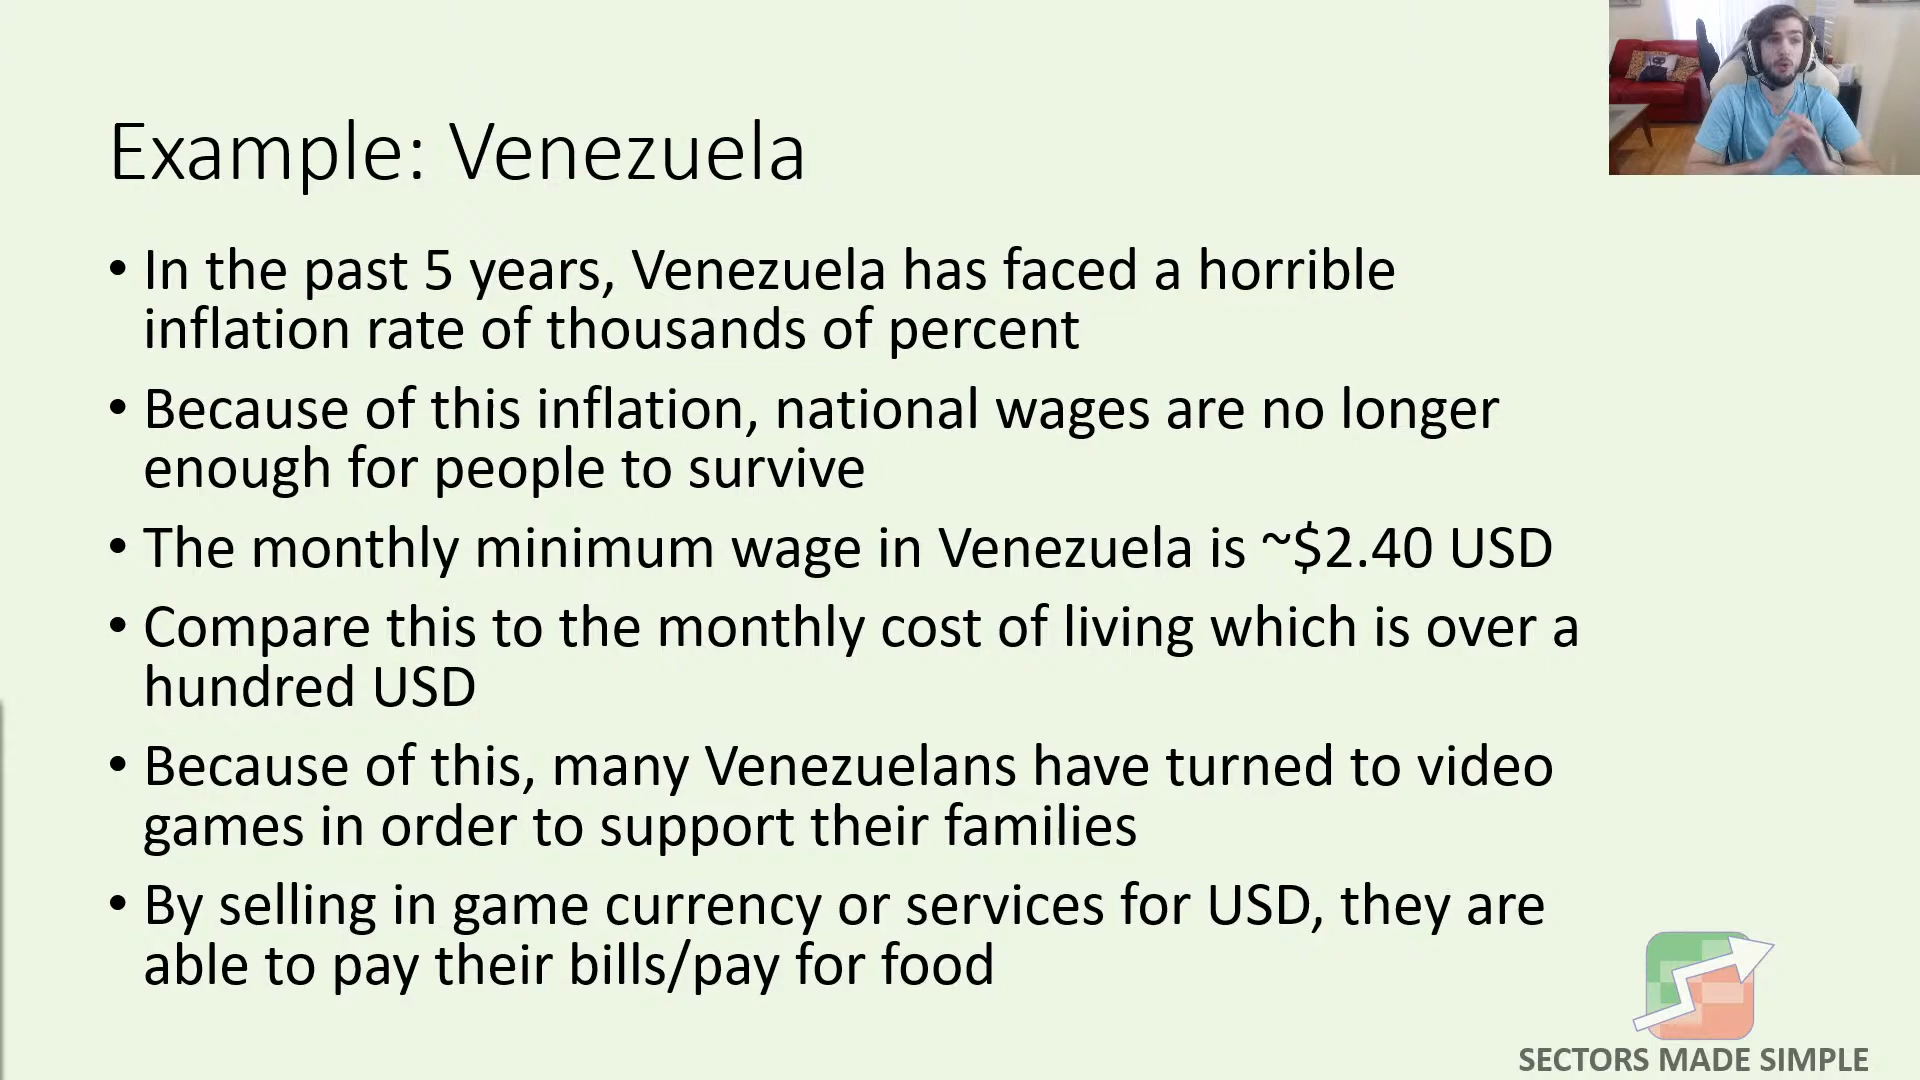 Example: Venezuela
• In the past 5 years, Venezuela has faced a horrible
inflation rate of thousands of percent
• Because of this inflation, national wages are no longer
enough for people to survive
• The monthly minimum wage in Venezuela is ~$2.40 USD
• Compare this to the monthly cost of living which is over a
hundred USD
• Because of this, many Venezuelans have turned to video
games in order to support their families
• By selling in game currency or services for USD, they are
able to pay their bills/pay for food
SECTORS MADE SIMPLE